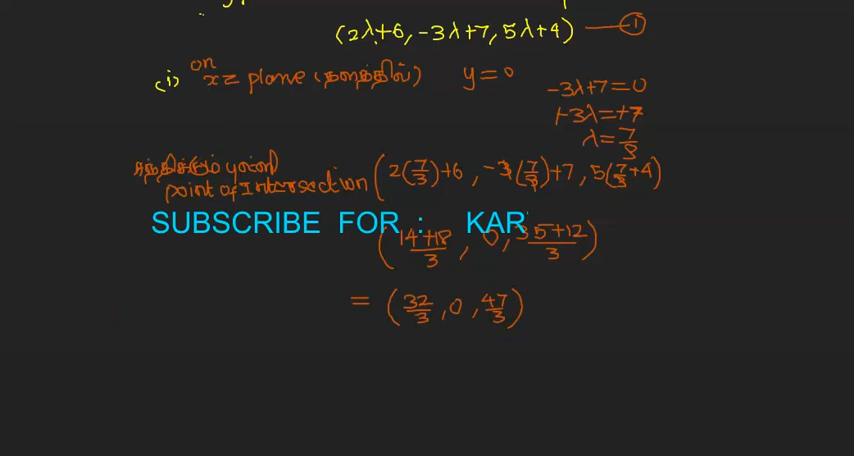 (2λ+6, -3λ+7, 5λ+4) —— ①
(i) on xz plane y=0
-3λ+7=0
+3λ=+7
λ=7/3
point of Intersection (2(7/3)+6, -3(7/3)+7, 5(7/3+4)
SUBSCRIBE FOR : KAR
(14+18/3, 0, 35+12/3)
= (32/3, 0, 47/3)